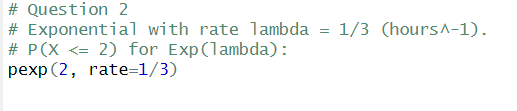 # Question 2
# Exponential with rate lambda = 1/3 (hours^-1).
# P(X <= 2) for Exp(lambda):
pexp(2, rate=1/3)